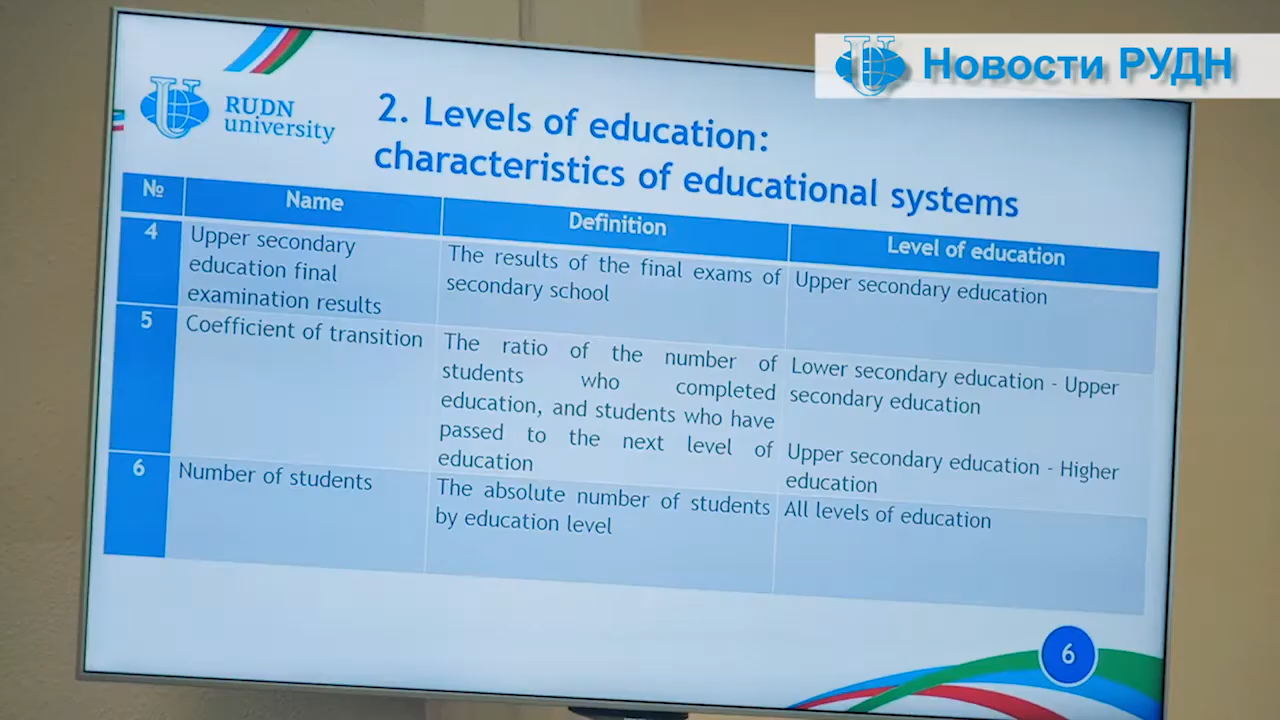 Новости РУДН
RUDN
university
2. Levels of education:
characteristics of educational systems
№
Name
Definition
Level of education
4
Upper secondary
education final
examination results
The results of the final exams of
secondary school
Upper secondary education
5
Coefficient of transition
The ratio of the number of
students who completed
education, and students who have
passed to the next level of
education
Lower secondary education - Upper
secondary education
Upper secondary education - Higher
education
6
Number of students
The absolute number of students
by education level
All levels of education
6